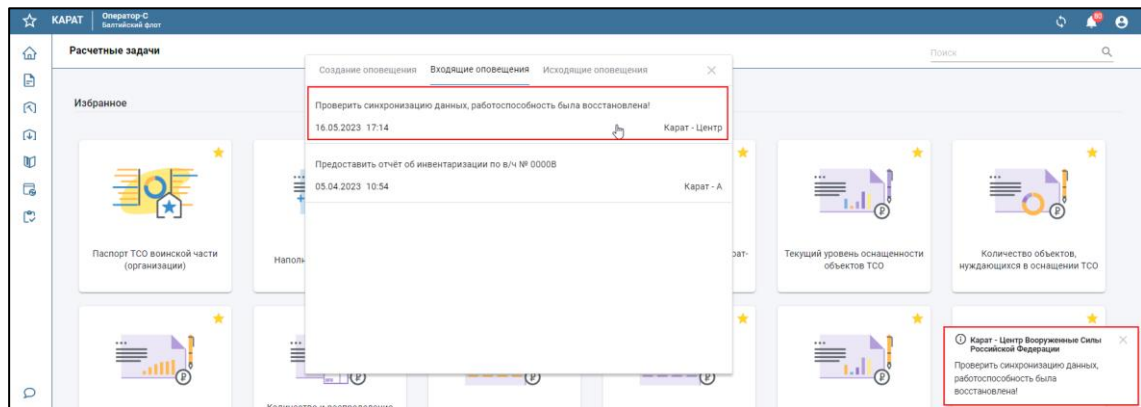 КАРАТ
Оператор-С
Балтийский флот
80
Расчетные задачи
Поиск
Создание оповещения Входящие оповещения Исходящие оповещения
Избранное
Проверить синхронизацию данных, работоспособность была восстановлена!
16.05.2023 17:14 Карат - Центр
Предоставить отчёт об инвентаризации по в/ч № 0000В
05.04.2023 10:54 Карат - А
Паспорт ТСО воинской части
(организации)
Текущий уровень оснащенности
объектов ТСО
Количество объектов,
нуждающихся в оснащении ТСО
Карат - Центр Вооруженные Силы
Российской Федерации
Проверить синхронизацию данных,
работоспособность была
восстановлена!